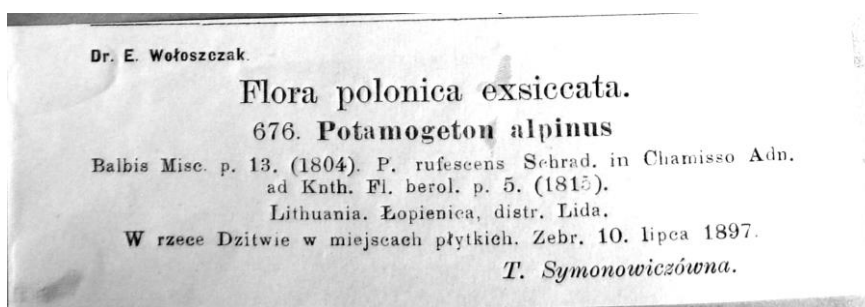 Dr. E. Wołoszczak.
Flora polonica exsiccata.
676. Potamogeton alpinus
Balbis Misc. p. 13. (1804). P. rufescens Schrad. in Chamisso Adn.
ad Knth. Fl. berol. p. 5. (1815).
Lithuania. Łopienica, distr. Lida.
W rzece Dzitwie w miejscach płytkich. Zebr. 10. lipca 1897.
T. Symonowiczówna.